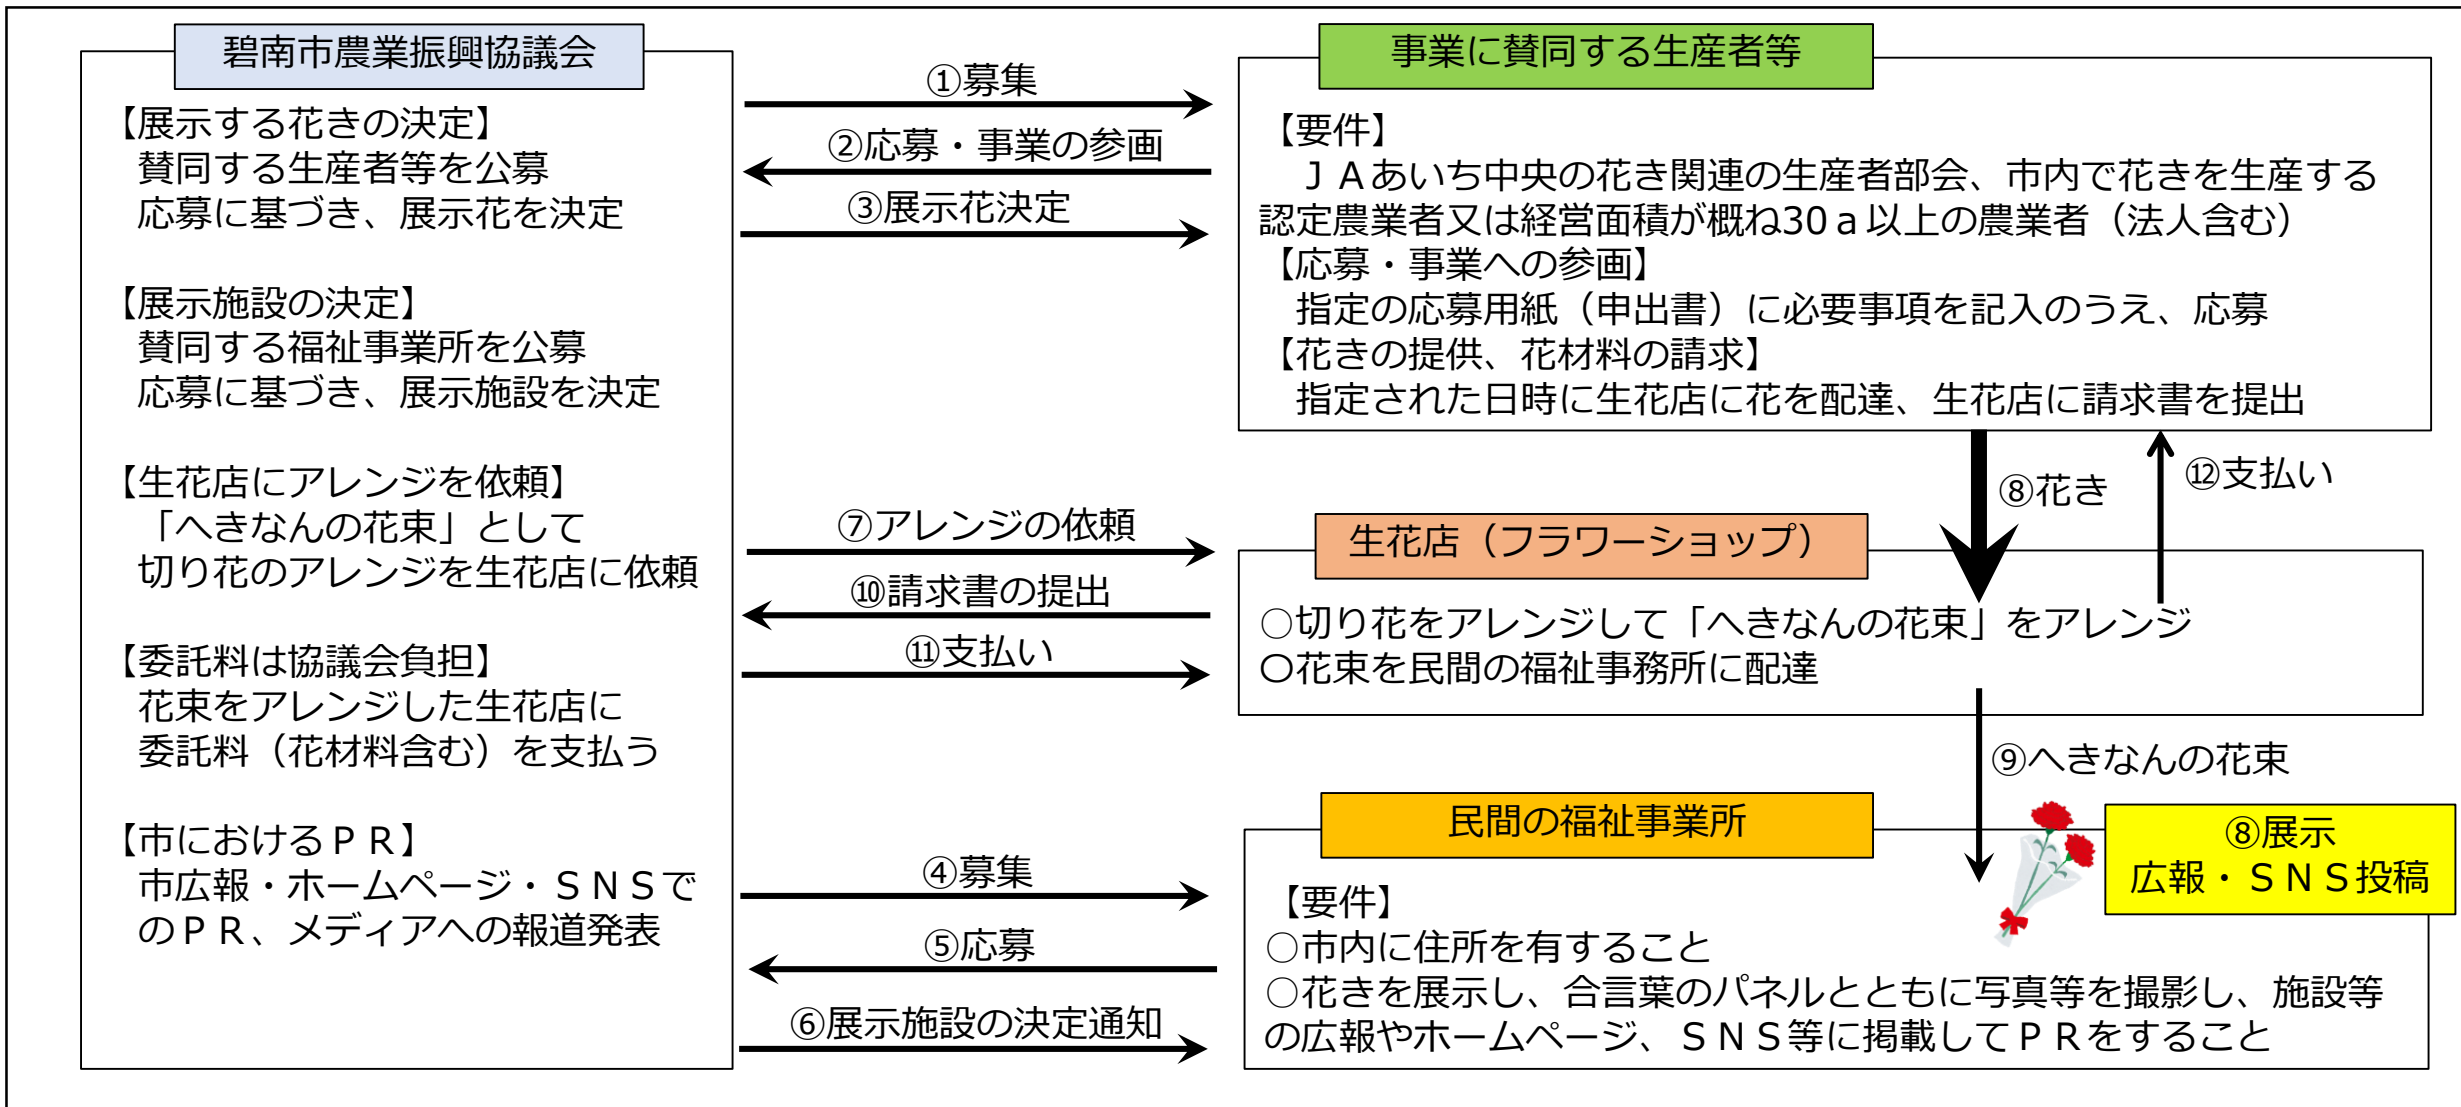 碧南市農業振興協議会
【展示する花きの決定】
賛同する生産者等を公募
応募に基づき、展示花を決定
【展示施設の決定】
賛同する福祉事業所を公募
応募に基づき、展示施設を決定
【生花店にアレンジを依頼】
「へきなんの花束」として
切り花のアレンジを生花店に依頼
【委託料は協議会負担】
花束をアレンジした生花店に
委託料（花材料含む）を支払う
【市におけるＰＲ】
市広報・ホームページ・ＳＮＳで
のＰＲ、メディアへの報道発表
①募集
②応募・事業の参画
③展示花決定
⑦アレンジの依頼
⑩請求書の提出
⑪支払い
④募集
⑤応募
⑥展示施設の決定通知
事業に賛同する生産者等
【要件】
ＪＡあいち中央の花き関連の生産者部会、市内で花きを生産する
認定農業者又は経営面積が概ね30ａ以上の農業者（法人含む）
【応募・事業への参画】
指定の応募用紙（申出書）に必要事項を記入のうえ、応募
【花きの提供、花材料の請求】
指定された日時に生花店に花を配達、生花店に請求書を提出
⑧花き
⑫支払い
生花店（フラワーショップ）
○切り花をアレンジして「へきなんの花束」をアレンジ
〇花束を民間の福祉事務所に配達
⑨へきなんの花束
民間の福祉事業所
⑧展示
広報・ＳＮＳ投稿
【要件】
○市内に住所を有すること
○花きを展示し、合言葉のパネルとともに写真等を撮影し、施設等
の広報やホームページ、ＳＮＳ等に掲載してＰＲをすること